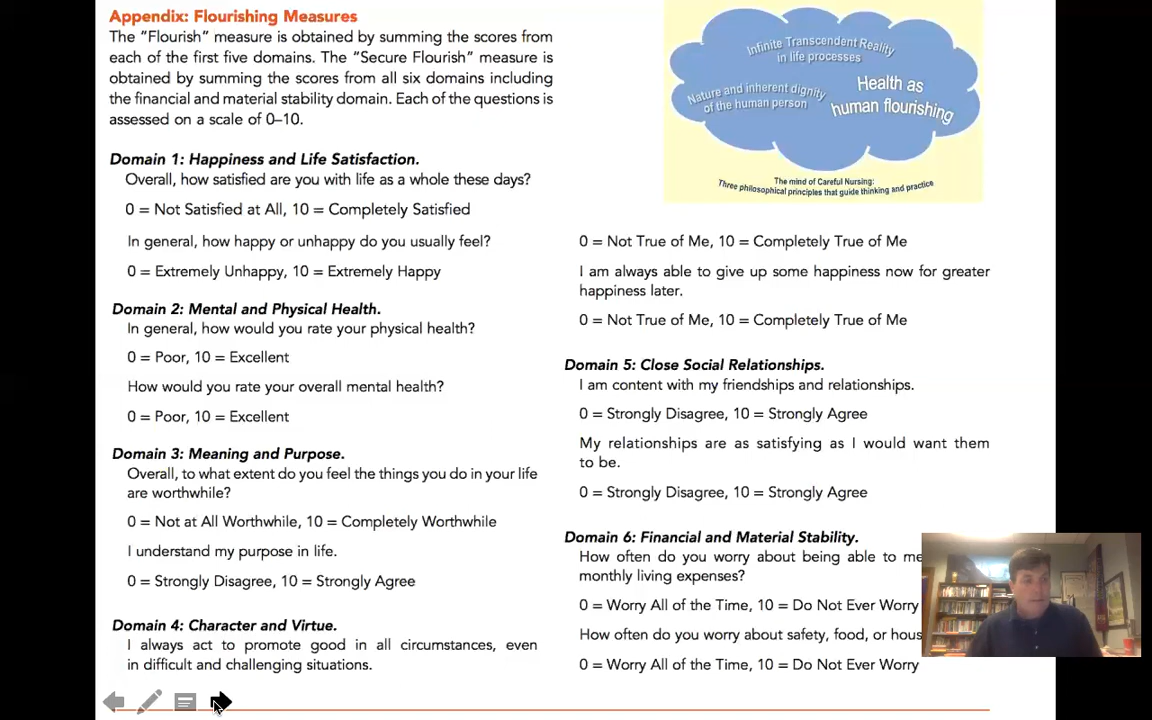 Appendix: Flourishing Measures
The “Flourish” measure is obtained by summing the scores from
each of the first five domains. The “Secure Flourish” measure is
obtained by summing the scores from all six domains including
the financial and material stability domain. Each of the questions is
assessed on a scale of 0–10.
Domain 1: Happiness and Life Satisfaction.
Overall, how satisfied are you with life as a whole these days?
0 = Not Satisfied at All, 10 = Completely Satisfied
In general, how happy or unhappy do you usually feel?
0 = Extremely Unhappy, 10 = Extremely Happy
Domain 2: Mental and Physical Health.
In general, how would you rate your physical health?
0 = Poor, 10 = Excellent
How would you rate your overall mental health?
0 = Poor, 10 = Excellent
Domain 3: Meaning and Purpose.
Overall, to what extent do you feel the things you do in your life
are worthwhile?
0 = Not at All Worthwhile, 10 = Completely Worthwhile
I understand my purpose in life.
0 = Strongly Disagree, 10 = Strongly Agree
Domain 4: Character and Virtue.
I always act to promote good in all circumstances, even
in difficult and challenging situations.
Infinite Transcendent Reality
in life processes
Nature and inherent dignity
of the human person
Health as
human flourishing
The mind of Careful Nursing:
Three philosophical principles that guide thinking and practice
0 = Not True of Me, 10 = Completely True of Me
I am always able to give up some happiness now for greater
happiness later.
0 = Not True of Me, 10 = Completely True of Me
Domain 5: Close Social Relationships.
I am content with my friendships and relationships.
0 = Strongly Disagree, 10 = Strongly Agree
My relationships are as satisfying as I would want them
to be.
0 = Strongly Disagree, 10 = Strongly Agree
Domain 6: Financial and Material Stability.
How often do you worry about being able to me
monthly living expenses?
0 = Worry All of the Time, 10 = Do Not Ever Worry
How often do you worry about safety, food, or hous
0 = Worry All of the Time, 10 = Do Not Ever Worry